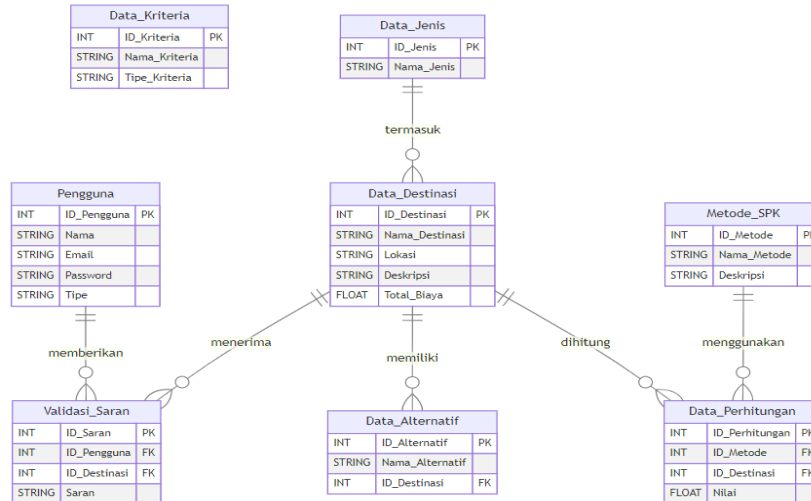 Data_Kriteria
INT ID_Kriteria PK
STRING Nama_Kriteria
STRING Tipe_Kriteria
Data_Jenis
INT ID_Jenis PK
STRING Nama_Jenis
termasuk
Pengguna
INT ID_Pengguna PK
STRING Nama
STRING Email
STRING Password
STRING Tipe
Data_Destinasi
INT ID_Destinasi PK
STRING Nama_Destinasi
STRING Lokasi
STRING Deskripsi
FLOAT Total_Biaya
Metode_SPK
INT ID_Metode PK
STRING Nama_Metode
STRING Deskripsi
memberikan
menerima
memiliki
dihitung
menggunakan
Validasi_Saran
INT ID_Saran PK
INT ID_Pengguna FK
INT ID_Destinasi FK
STRING Saran
Data_Alternatif
INT ID_Alternatif PK
STRING Nama_Alternatif
INT ID_Destinasi FK
Data_Perhitungan
INT ID_Perhitungan PK
INT ID_Metode FK
INT ID_Destinasi FK
FLOAT Nilai